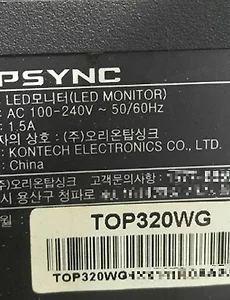 PSYNC
: LED모니터(LED MONITOR)
: AC 100-240V ~ 50/60Hz
: 1.5A
자의 상호 : (주)오리온탑싱크
: KONTECH ELECTRONICS CO., LTD.
: China
(주)오리온탑싱크 고객문의
시 용산구 청파로
월
TOP320WG
TOP320WG